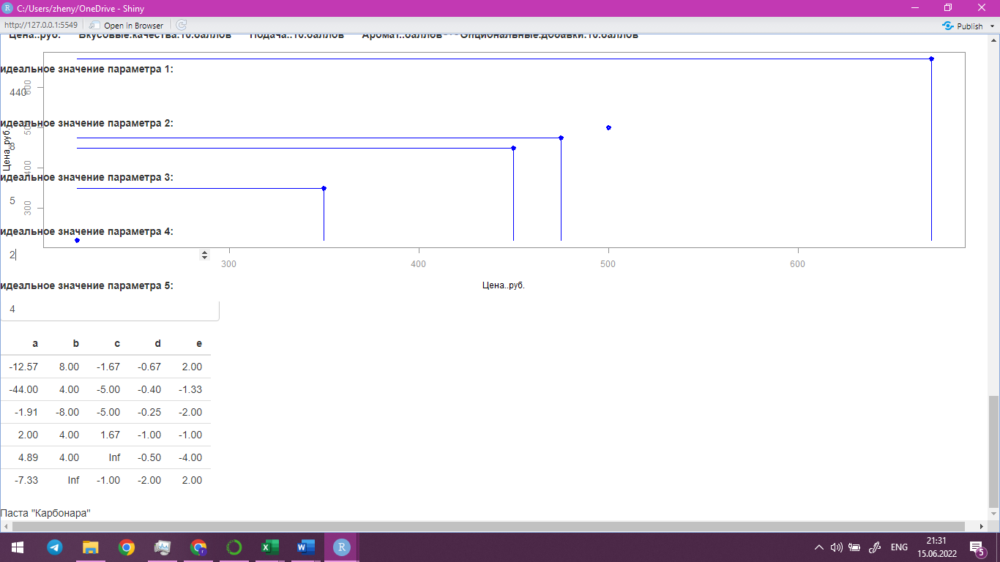 C:/Users/zheny/OneDrive - Shiny
http://127.0.0.1:5549 Open in Browser Publish
Цена..руб. Вкусовые.качества.10.баллов Подача..10.баллов Аромат..баллов Опциональные.добавки.10.баллов
идеальное значение параметра 1:
440
600
идеальное значение параметра 2:
500
8
Цена..руб.
400
идеальное значение параметра 3:
5
300
идеальное значение параметра 4:
2
300 400 500 600
Цена..руб.
идеальное значение параметра 5:
4
a b c d e
-12.57 8.00 -1.67 -0.67 2.00
-44.00 4.00 -5.00 -0.40 -1.33
-1.91 -8.00 -5.00 -0.25 -2.00
2.00 4.00 1.67 -1.00 -1.00
4.89 4.00 Inf -0.50 -4.00
-7.33 Inf -1.00 -2.00 2.00
Паста "Карбонара"
ENG
21:31
15.06.2022
5